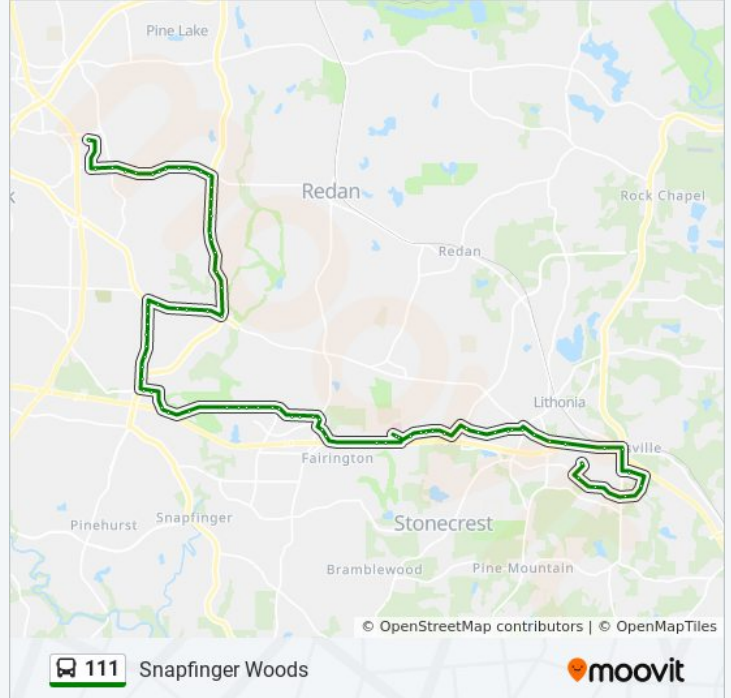 Pine Lake
Redan
Rock Chapel
Redan
Lithonia
sville
Fairington
Snapfinger
Pinehurst
Stonecrest
Bramblewood
Pine Mountain
© OpenStreetMap contributors | © OpenMapTiles
111 Snapfinger Woods
moovit